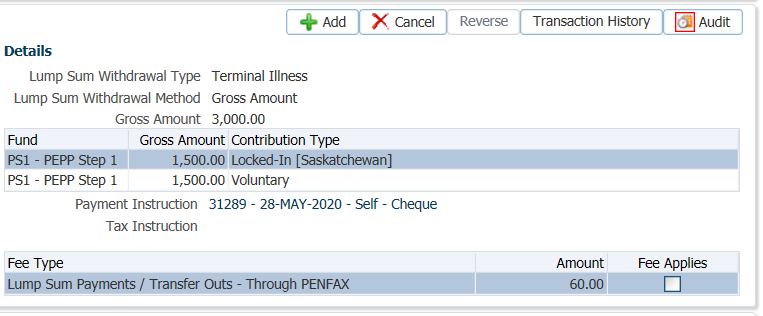 Add Cancel Reverse Transaction History Audit
Details
Lump Sum Withdrawal Type Terminal Illness
Lump Sum Withdrawal Method Gross Amount
Gross Amount 3,000.00
Fund Gross Amount Contribution Type
PS1 - PEPP Step 1 1,500.00 Locked-In [Saskatchewan]
PS1 - PEPP Step 1 1,500.00 Voluntary
Payment Instruction 31289 - 28-MAY-2020 - Self - Cheque
Tax Instruction
Fee Type Amount Fee Applies
Lump Sum Payments / Transfer Outs - Through PENFAX 60.00